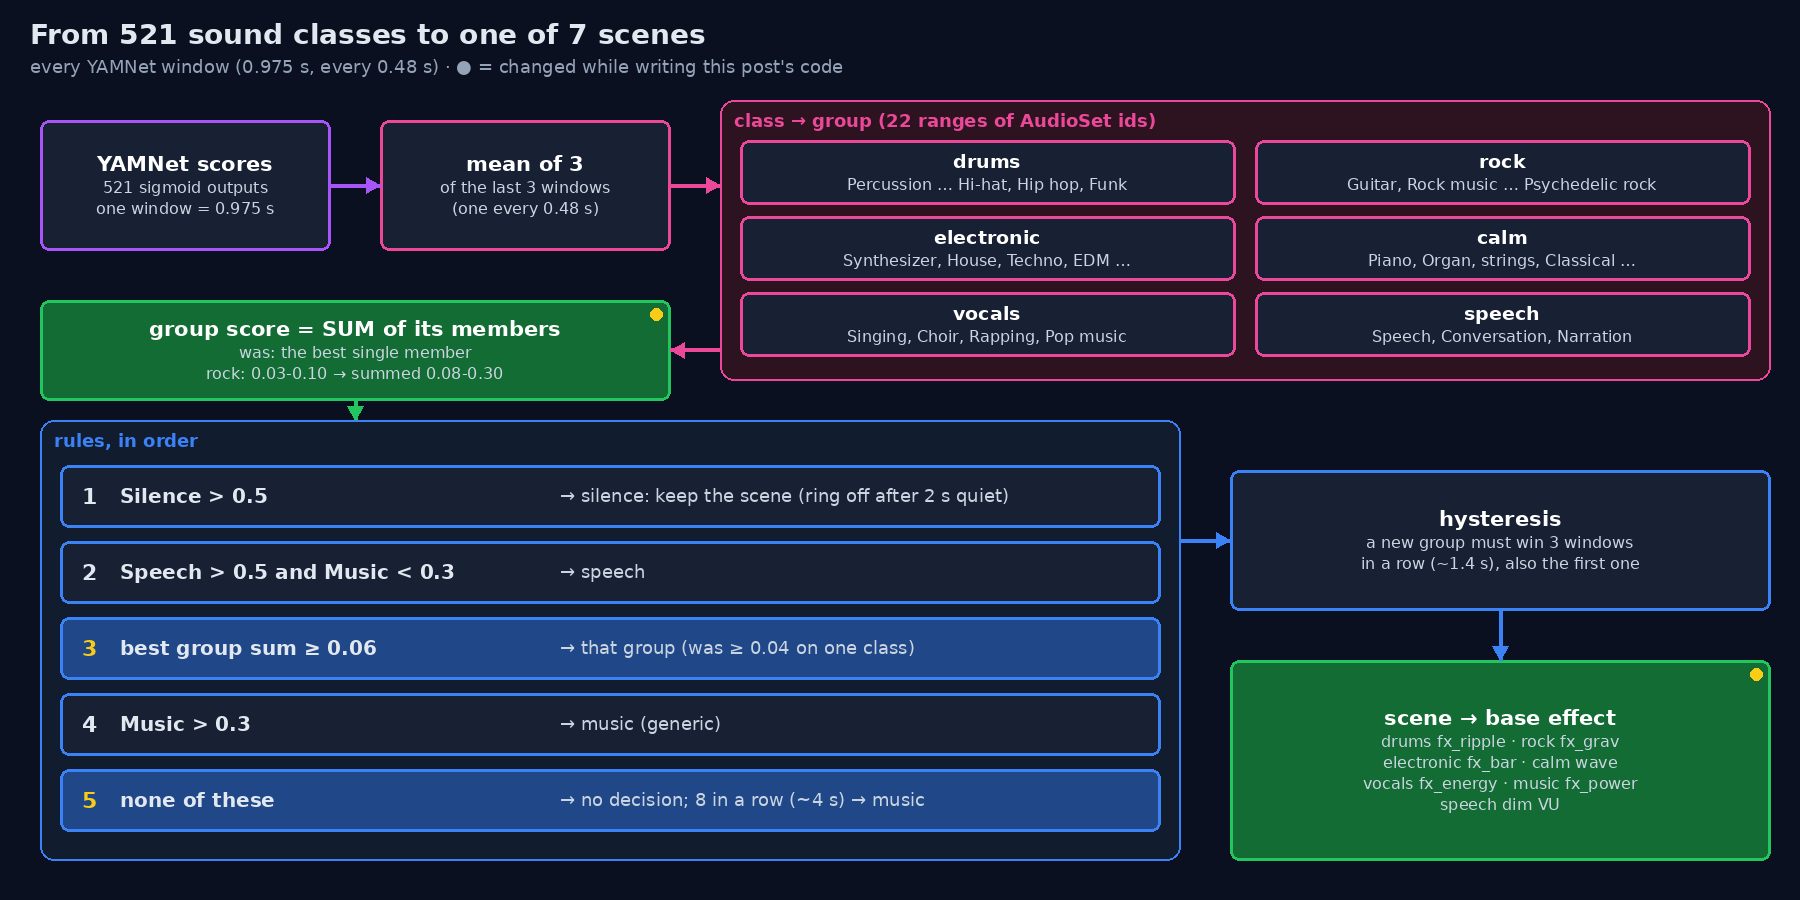 From 521 sound classes to one of 7 scenes
every YAMNet window (0.975 s, every 0.48 s) · ● = changed while writing this post's code
YAMNet scores
521 sigmoid outputs
one window = 0.975 s
mean of 3
of the last 3 windows
(one every 0.48 s)
class → group (22 ranges of AudioSet ids)
drums
Percussion … Hi-hat, Hip hop, Funk
rock
Guitar, Rock music … Psychedelic rock
electronic
Synthesizer, House, Techno, EDM …
calm
Piano, Organ, strings, Classical …
vocals
Singing, Choir, Rapping, Pop music
speech
Speech, Conversation, Narration
group score = SUM of its members
was: the best single member
rock: 0.03-0.10 → summed 0.08-0.30
rules, in order
1 Silence > 0.5 → silence: keep the scene (ring off after 2 s quiet)
2 Speech > 0.5 and Music < 0.3 → speech
3 best group sum ≥ 0.06 → that group (was ≥ 0.04 on one class)
4 Music > 0.3 → music (generic)
5 none of these → no decision; 8 in a row (~4 s) → music
hysteresis
a new group must win 3 windows
in a row (~1.4 s), also the first one
scene → base effect
drums fx_ripple · rock fx_grav
electronic fx_bar · calm wave
vocals fx_energy · music fx_power
speech dim VU